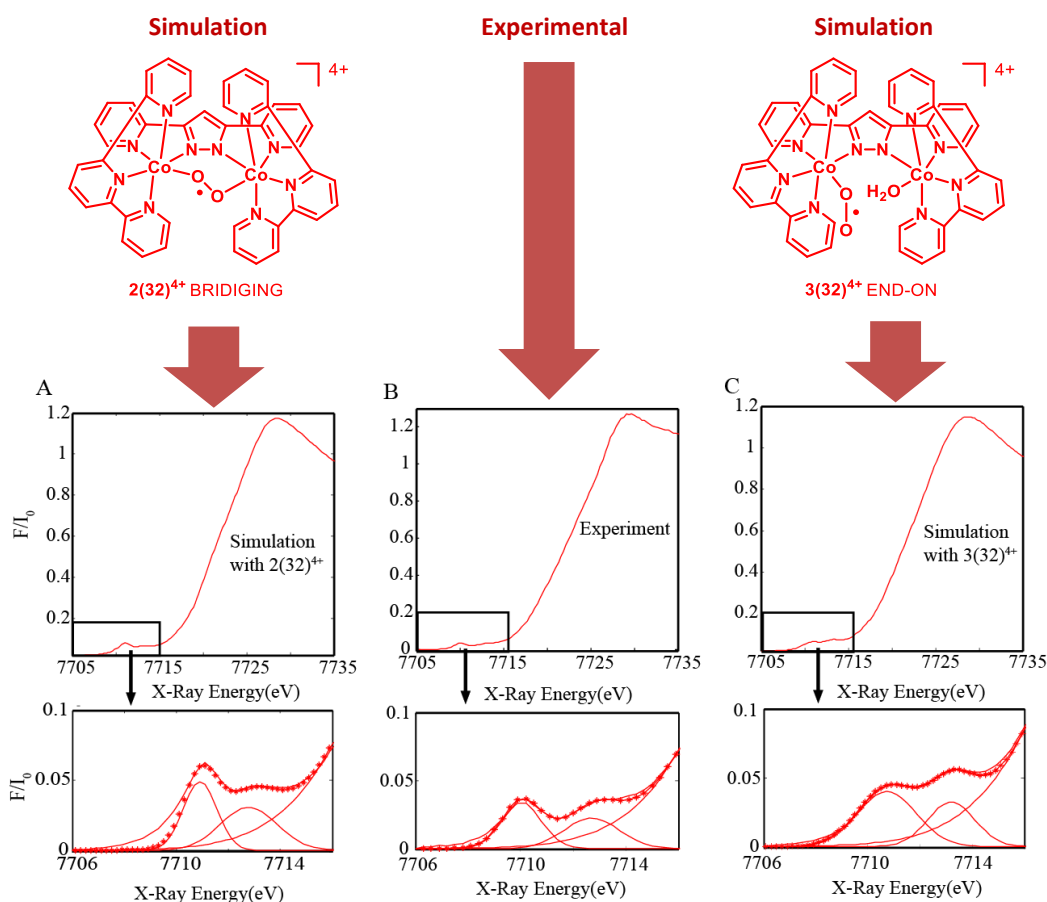 Simulation
Experimental
Simulation
4+
N N
N N N N
N Co O • O Co N
N N
2(32)⁴⁺ BRIDIGING
4+
N N
N N N N
N Co O H₂O Co N
N O • N
3(32)⁴⁺ END-ON
A
1.2
1
0.8
0.6
0.4
0.2
F/I₀
Simulation
with 2(32)⁴⁺
7705 7715 7725 7735
X-Ray Energy(eV)
B
1.2
1
0.8
0.6
0.4
0.2
0
Experiment
7705 7715 7725 7735
X-Ray Energy(eV)
C
1.2
1
0.8
0.6
0.4
0.2
Simulation
with 3(32)⁴⁺
7705 7715 7725 7735
X-Ray Energy(eV)
0.1
0.05
0
F/I₀
7706 7710 7714
X-Ray Energy(eV)
0.1
0.05
0
7706 7710 7714
X-Ray Energy(eV)
0.1
0.05
0
7706 7710 7714
X-Ray Energy(eV)